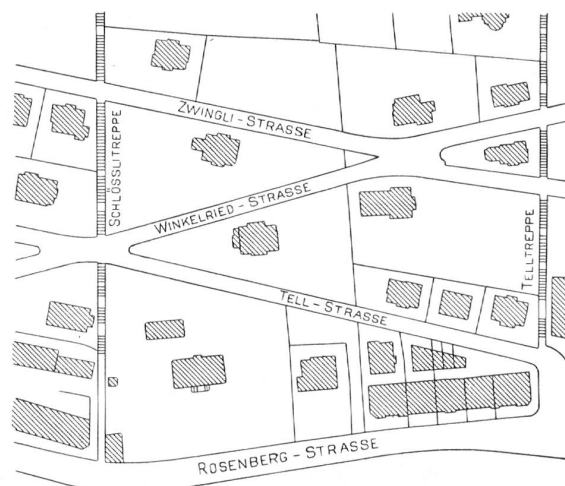 ZWINGLI-STRASSE
SCHLÖSSLITREPPE
WINKELRIED-STRASSE
TELLTREPPE
TELL-STRASSE
ROSENBERG-STRASSE